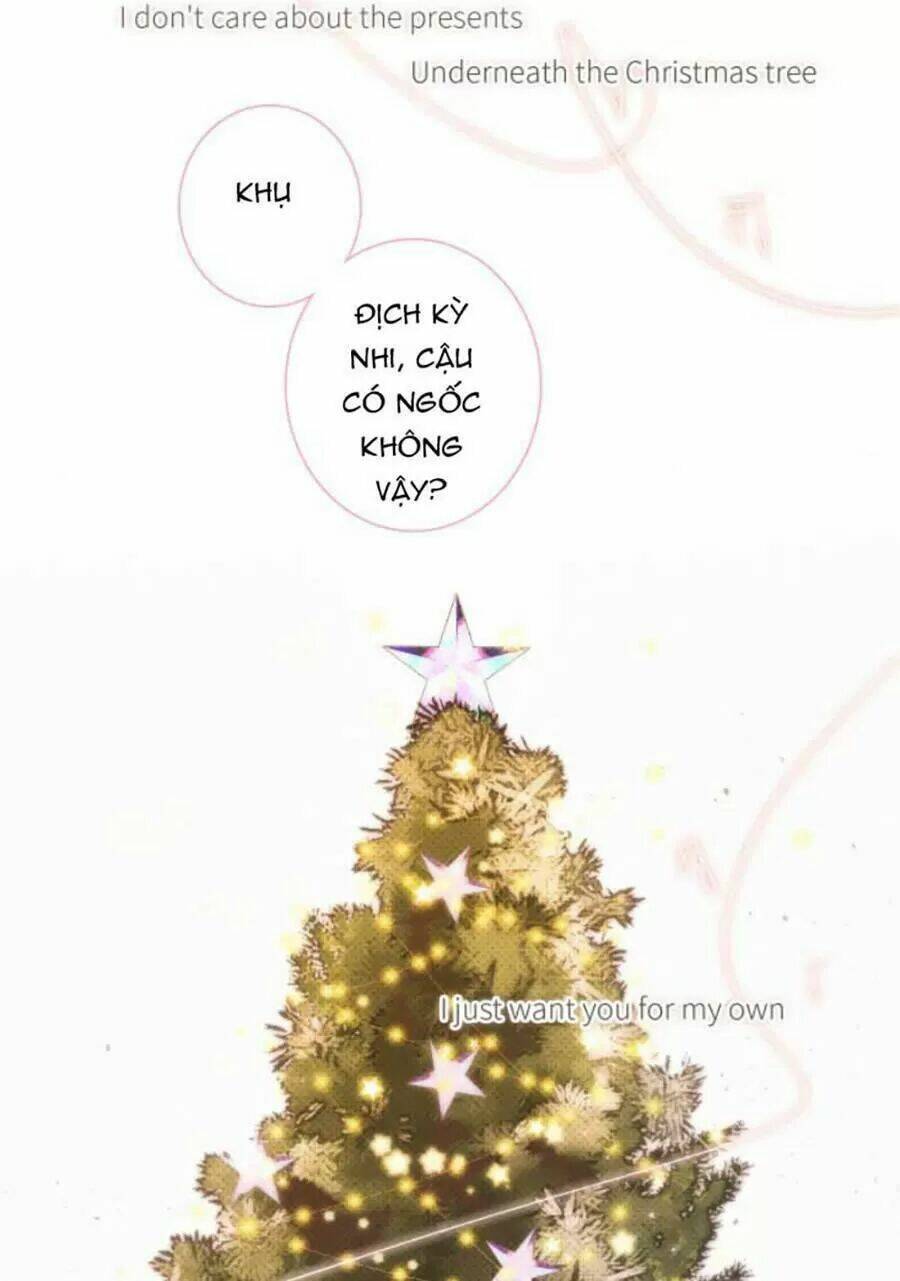 I don't care about the presents
Underneath the Christmas tree
KHỤ
ĐỊCH KỲ
NHI, CẬU
CÓ NGỐC
KHÔNG
VẬY?
I just want you for my own